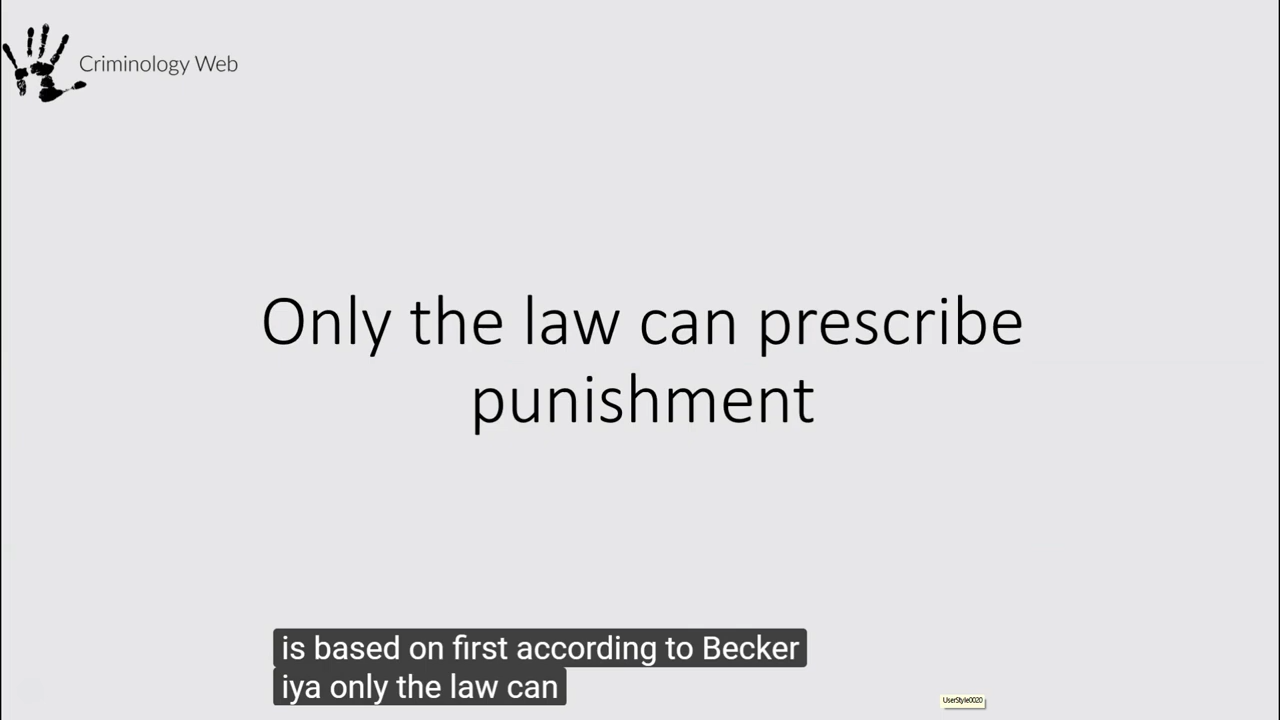 Criminology Web
Only the law can prescribe
punishment
is based on first according to Becker
iya only the law can
UserStyle0020